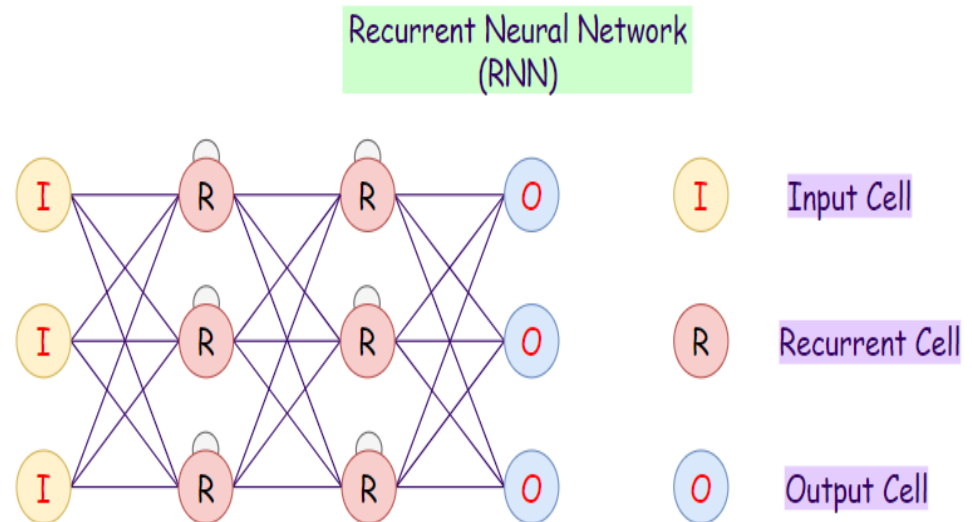 Recurrent Neural Network
(RNN)
I R R O I Input Cell
I R R O R Recurrent Cell
I R R O O Output Cell